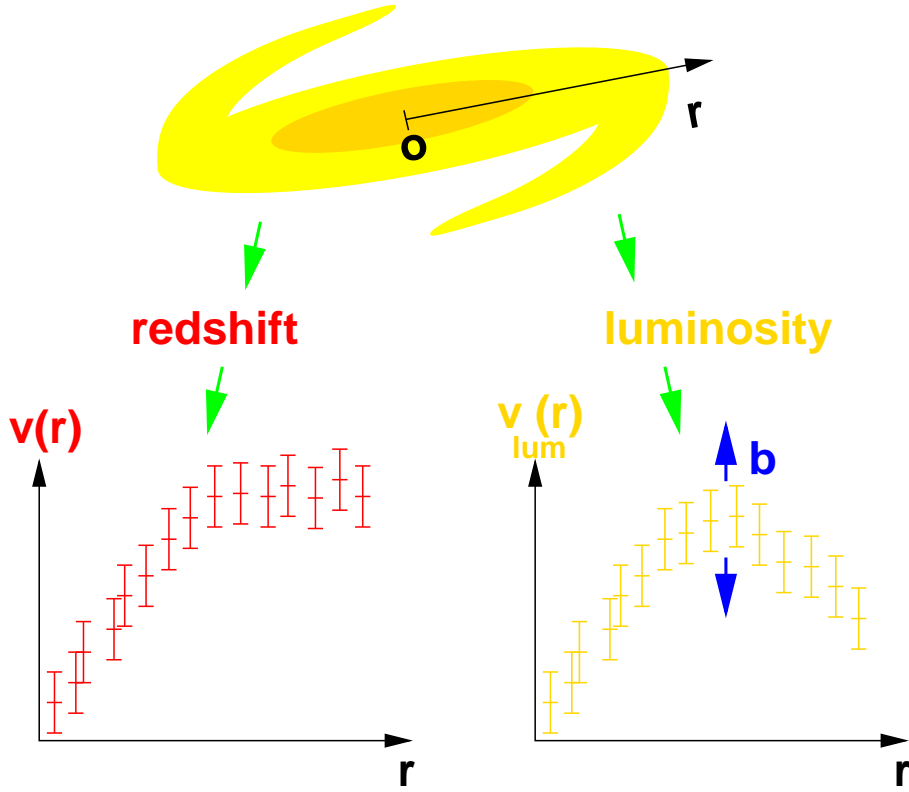 r
o
redshift
luminosity
v(r)
v (r)
lum
b
r
r